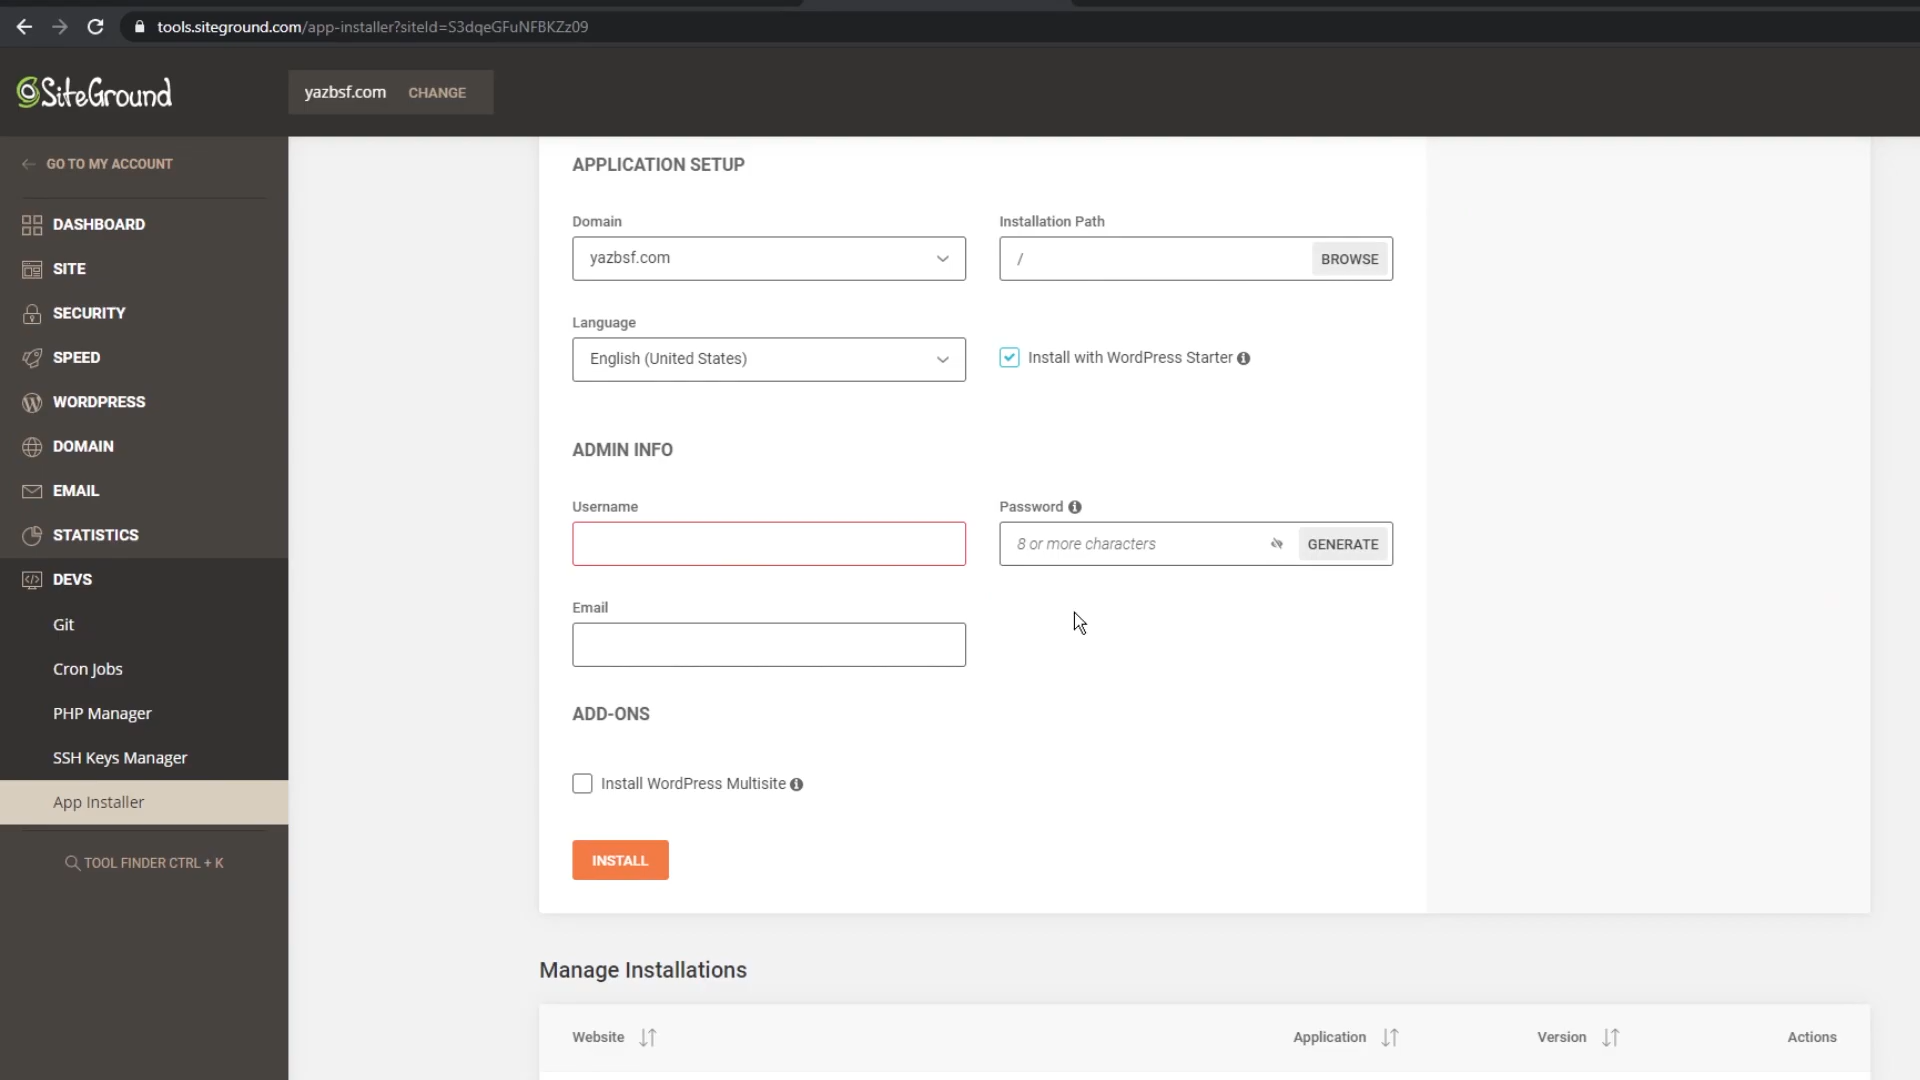 tools.siteground.com/app-installer?siteId=S3dqeGFuNFBKZz09
SiteGround
yazbsf.com CHANGE
GO TO MY ACCOUNT
DASHBOARD
SITE
SECURITY
SPEED
WORDPRESS
DOMAIN
EMAIL
STATISTICS
DEVS
Git
Cron Jobs
PHP Manager
SSH Keys Manager
App Installer
TOOL FINDER CTRL + K
APPLICATION SETUP
Domain
yazbsf.com
Installation Path
/ BROWSE
Language
English (United States)
Install with WordPress Starter
ADMIN INFO
Username
Password
8 or more characters GENERATE
Email
ADD-ONS
Install WordPress Multisite
INSTALL
Manage Installations
Website Application Version Actions